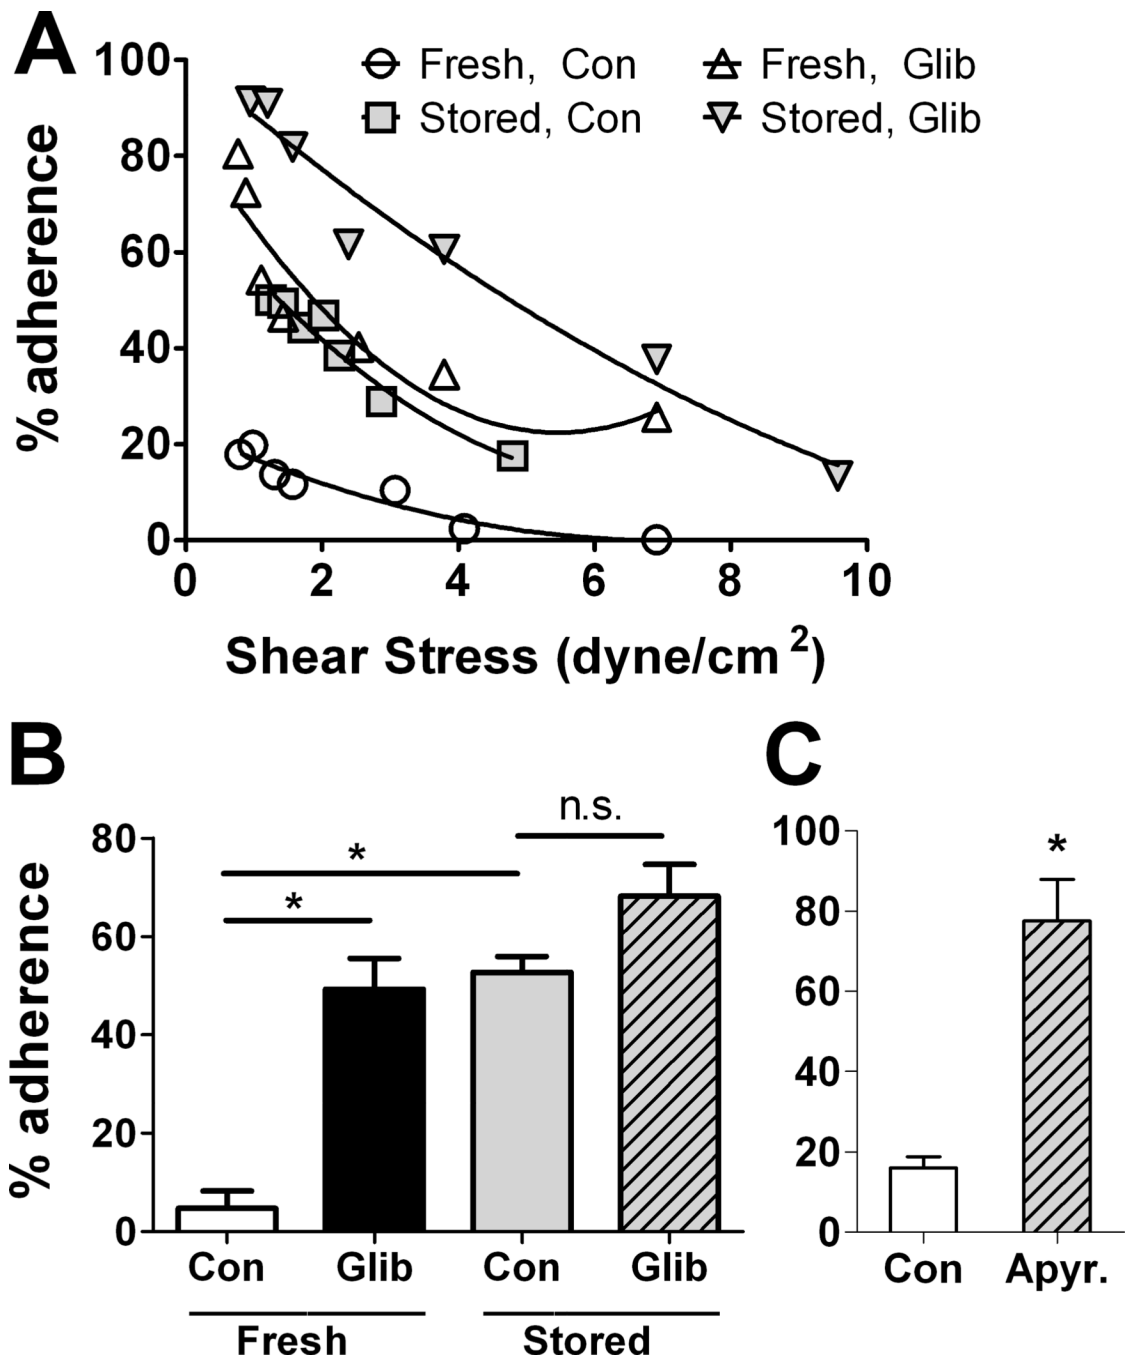 A
100
80
60
40
20
0
% adherence
Fresh, Con
Fresh, Glib
Stored, Con
Stored, Glib
0 2 4 6 8 10
Shear Stress (dyne/cm 2)
B
80
60
40
20
0
% adherence
*
*
n.s.
Con Glib Con Glib
Fresh Stored
C
100
80
60
40
20
0
*
Con Apyr.